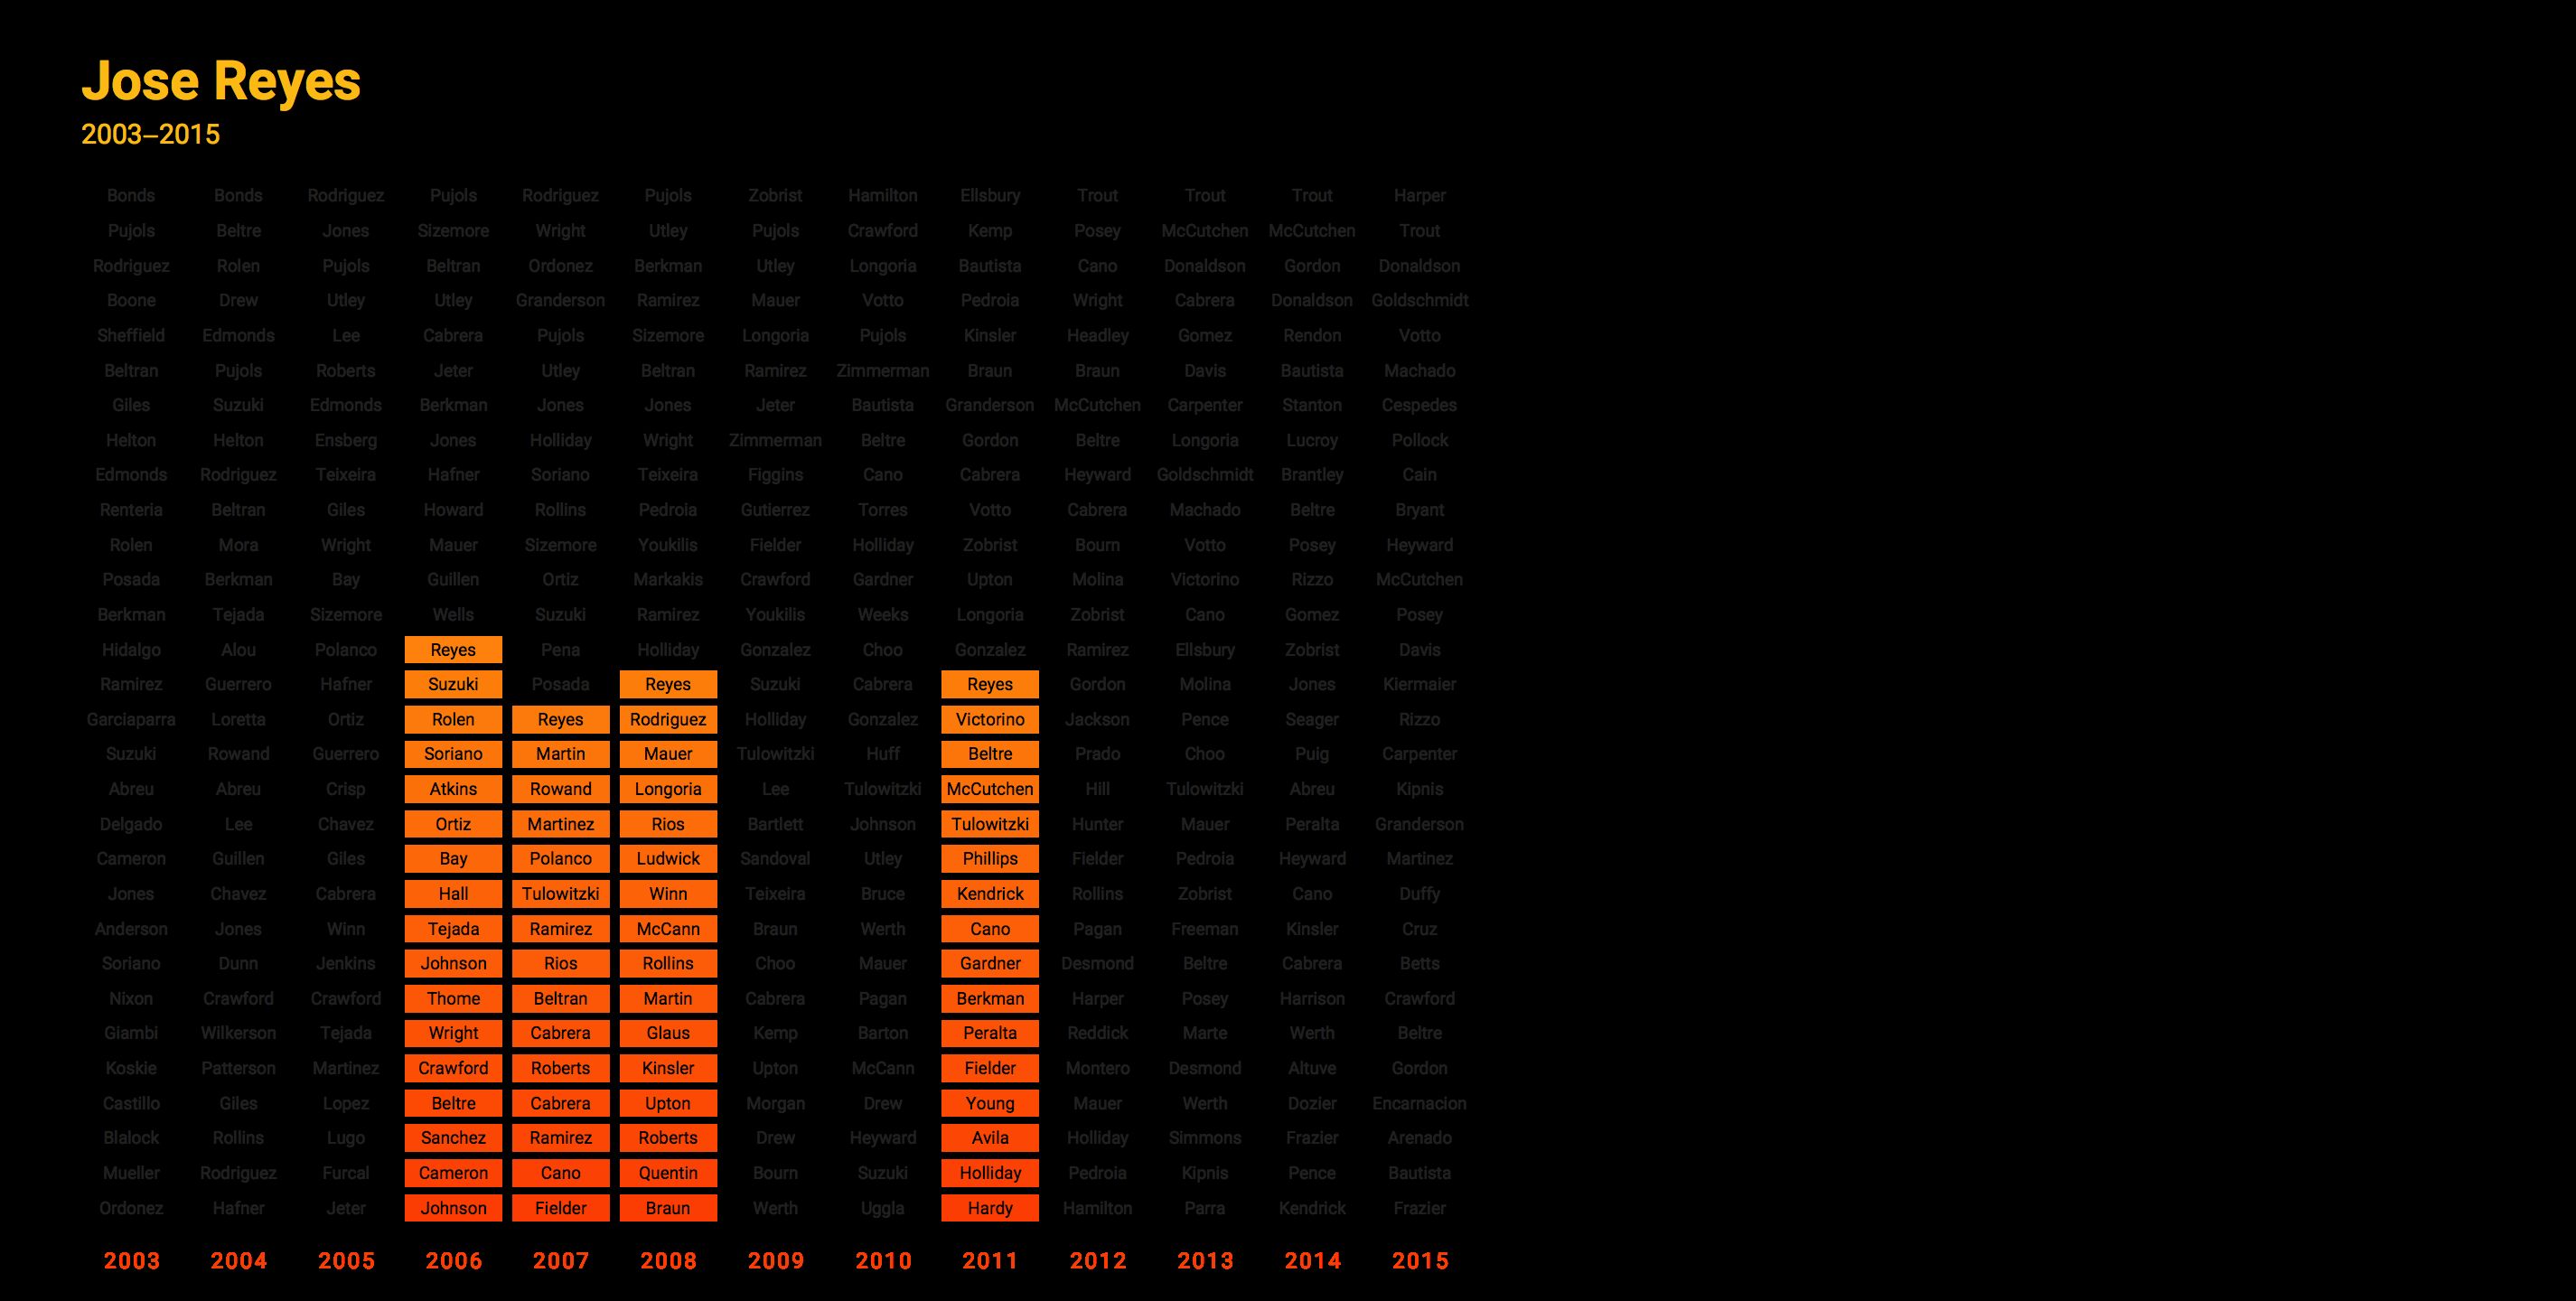 Jose Reyes
2003–2015
Bonds Bonds Rodriguez Pujols Rodriguez Pujols Zobrist Hamilton Ellsbury Trout Trout Trout Harper
Pujols Beltre Jones Sizemore Wright Utley Pujols Crawford Kemp Posey McCutchen McCutchen Trout
Rodriguez Rolen Pujols Beltran Ordonez Berkman Utley Longoria Bautista Cano Donaldson Gordon Donaldson
Boone Drew Utley Utley Granderson Ramirez Mauer Votto Pedroia Wright Cabrera Donaldson Goldschmidt
Sheffield Edmonds Lee Cabrera Pujols Sizemore Longoria Pujols Kinsler Headley Gomez Rendon Votto
Beltran Pujols Roberts Jeter Utley Beltran Ramirez Zimmerman Braun Braun Davis Bautista Machado
Giles Suzuki Edmonds Berkman Jones Jones Jeter Bautista Granderson McCutchen Carpenter Stanton Cespedes
Helton Helton Ensberg Jones Holliday Wright Zimmerman Beltre Gordon Beltre Longoria Lucroy Pollock
Edmonds Rodriguez Teixeira Hafner Soriano Teixeira Figgins Cano Cabrera Heyward Goldschmidt Brantley Cain
Renteria Beltran Giles Howard Rollins Pedroia Gutierrez Torres Votto Cabrera Machado Beltre Bryant
Rolen Mora Wright Mauer Sizemore Youkilis Fielder Holliday Zobrist Bourn Votto Posey Heyward
Posada Berkman Bay Guillen Ortiz Markakis Crawford Gardner Upton Molina Victorino Rizzo McCutchen
Berkman Tejada Sizemore Wells Suzuki Ramirez Youkilis Weeks Longoria Zobrist Cano Gomez Posey
Hidalgo Alou Polanco Reyes Pena Holliday Gonzalez Choo Gonzalez Ramirez Ellsbury Zobrist Davis
Ramirez Guerrero Hafner Suzuki Posada Reyes Suzuki Cabrera Reyes Gordon Molina Jones Kiermaier
Garciaparra Loretta Ortiz Rolen Reyes Rodriguez Holliday Gonzalez Victorino Jackson Pence Seager Rizzo
Suzuki Rowand Guerrero Soriano Martin Mauer Tulowitzki Huff Beltre Prado Choo Puig Carpenter
Abreu Abreu Crisp Atkins Rowand Longoria Lee Tulowitzki McCutchen Hill Tulowitzki Abreu Kipnis
Delgado Lee Chavez Ortiz Martinez Rios Bartlett Johnson Tulowitzki Hunter Mauer Peralta Granderson
Cameron Guillen Giles Bay Polanco Ludwick Sandoval Utley Phillips Fielder Pedroia Heyward Martinez
Jones Chavez Cabrera Hall Tulowitzki Winn Teixeira Bruce Kendrick Rollins Zobrist Cano Duffy
Anderson Jones Winn Tejada Ramirez McCann Braun Werth Cano Pagan Freeman Kinsler Cruz
Soriano Dunn Jenkins Johnson Rios Rollins Choo Mauer Gardner Desmond Beltre Cabrera Betts
Nixon Crawford Crawford Thome Beltran Martin Cabrera Pagan Berkman Harper Posey Harrison Crawford
Giambi Wilkerson Tejada Wright Cabrera Glaus Kemp Barton Peralta Reddick Marte Werth Beltre
Koskie Patterson Martinez Crawford Roberts Kinsler Upton McCann Fielder Montero Desmond Altuve Gordon
Castillo Giles Lopez Beltre Cabrera Upton Morgan Drew Young Mauer Werth Dozier Encarnacion
Blalock Rollins Lugo Sanchez Ramirez Roberts Drew Heyward Avila Holliday Simmons Frazier Arenado
Mueller Rodriguez Furcal Cameron Cano Quentin Bourn Suzuki Holliday Pedroia Kipnis Pence Bautista
Ordonez Hafner Jeter Johnson Fielder Braun Werth Uggla Hardy Hamilton Parra Kendrick Frazier
2003 2004 2005 2006 2007 2008 2009 2010 2011 2012 2013 2014 2015